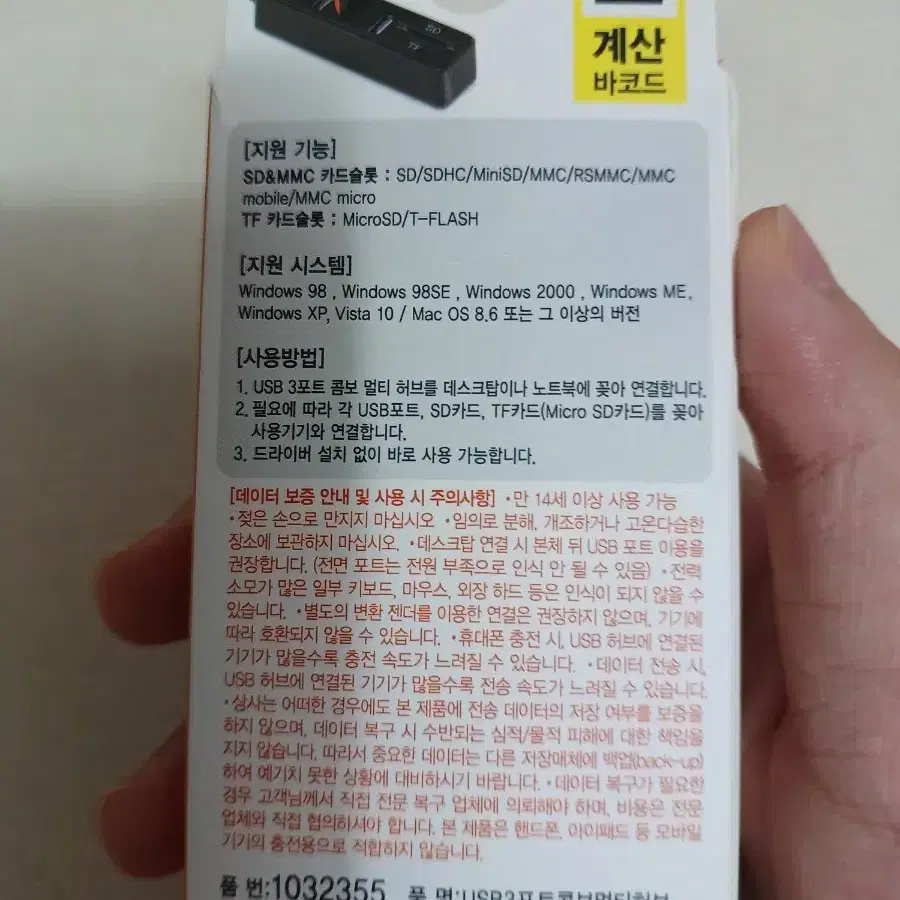 SD
TF
계산
바코드
[지원 기능]
SD&MMC 카드슬롯 : SD/SDHC/MiniSD/MMC/RSMMC/MMC
mobile/MMC micro
TF 카드슬롯 : MicroSD/T-FLASH
[지원 시스템]
Windows 98 , Windows 98SE , Windows 2000 , Windows ME ,
Windows XP, Vista 10 / Mac OS 8.6 또는 그 이상의 버전
[사용방법]
1. USB 3포트 콤보 멀티 허브를 데스크탑이나 노트북에 꽂아 연결합니다.
2. 필요에 따라 각 USB포트, SD카드, TF카드(Micro SD카드)를 꽂아
사용기기와 연결합니다.
3. 드라이버 설치 없이 바로 사용 가능합니다.
[데이터 보증 안내 및 사용 시 주의사항] •만 14세 이상 사용 가능
•젖은 손으로 만지지 마십시오 •임의로 분해, 개조하거나 고온다습한
장소에 보관하지 마십시오. •데스크탑 연결 시 본체 뒤 USB 포트 이용을
권장합니다. (전면 포트는 전원 부족으로 인식 안 될 수 있음) •전력
소모가 많은 일부 키보드, 마우스, 외장 하드 등은 인식이 되지 않을 수
있습니다. •별도의 변환 젠더를 이용한 연결은 권장하지 않으며, 기기에
따라 호환되지 않을 수 있습니다. •휴대폰 충전 시, USB 허브에 연결된
기기가 많을수록 충전 속도가 느려질 수 있습니다. •데이터 전송 시,
USB 허브에 연결된 기기가 많을수록 전송 속도가 느려질 수 있습니다.
•상사는 어떠한 경우에도 본 제품에 전송 데이터의 저장 여부를 보증을
하지 않으며, 데이터 복구 시 수반되는 심적/물적 피해에 대한 책임을
지지 않습니다. 따라서 중요한 데이터는 다른 저장매체에 백업(back-up)
하여 예기치 못한 상황에 대비하시기 바랍니다. •데이터 복구가 필요한
경우 고객님께서 직접 전문 복구 업체에 의뢰해야 하며, 비용은 전문
업체와 직접 협의하셔야 합니다. 본 제품은 핸드폰, 아이패드 등 모바일
기기의 충전용으로 적합하지 않습니다.
품 번:1032355 품 명:USB3포트콤보멀티허브